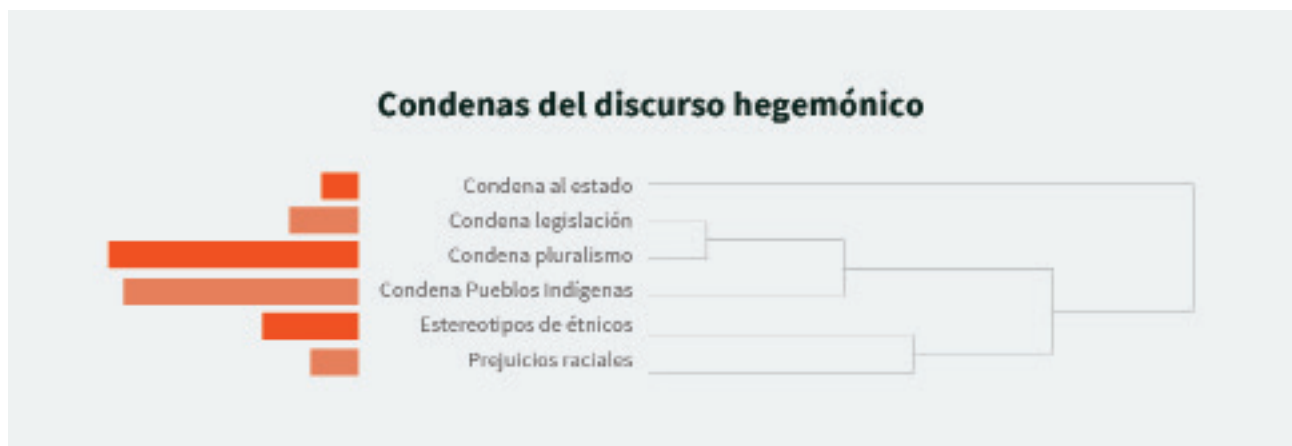 Condenas del discurso hegemónico
Condena al estado
Condena legislación
Condena pluralismo
Condena Pueblos Indígenas
Estereotipos de étnicos
Prejuicios raciales